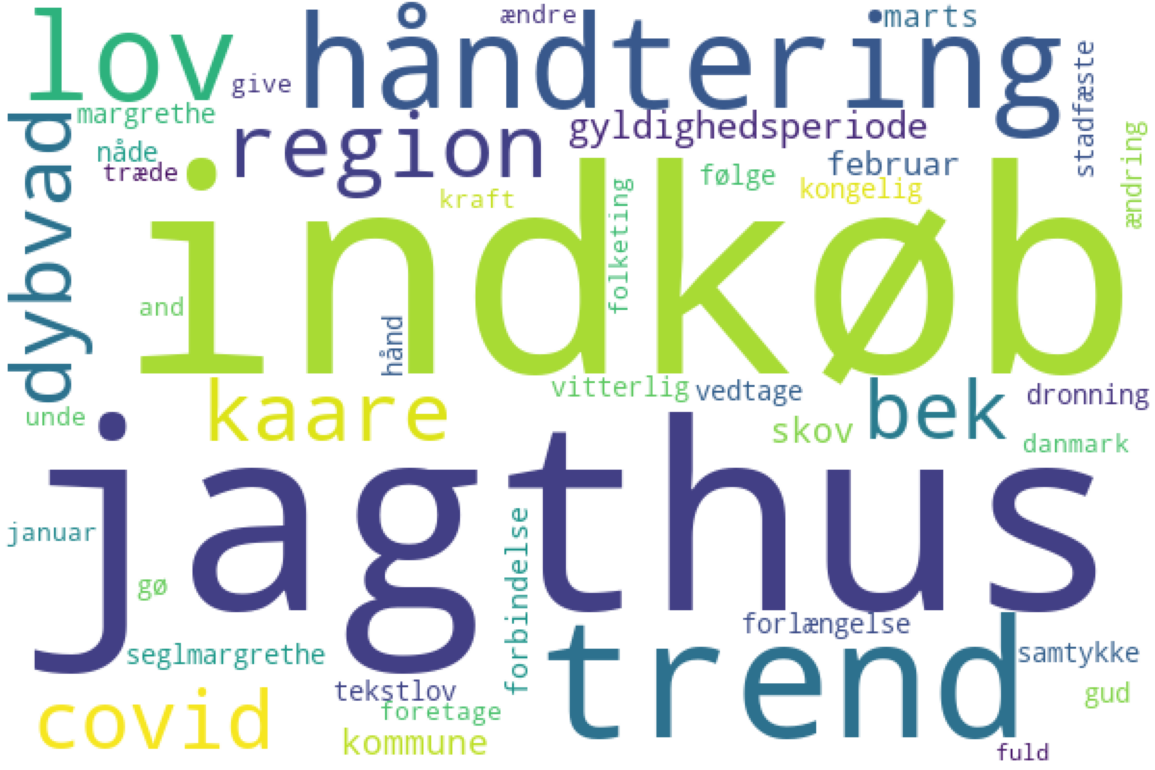 ændre
marts
lov
håndtering
give
margrethe
stadfæste
dybvad
region
gyldighedsperiode
nåde
træde
februar
ændring
følge
kongelig
kraft
indkøb
folketing
and
hånd
vitterlig
vedtage
dronning
unde
kaare
bek
skov
danmark
jagthus
januar
gø
forbindelse
forlængelse
seglmargrethe
trend
samtykke
tekstlov
gud
covid
foretage
kommune
fuld